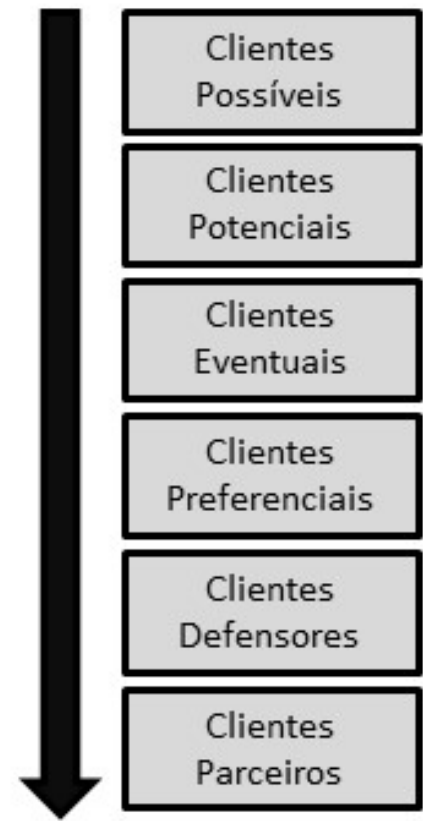 Clientes
Possíveis
Clientes
Potenciais
Clientes
Eventuais
Clientes
Preferenciais
Clientes
Defensores
Clientes
Parceiros